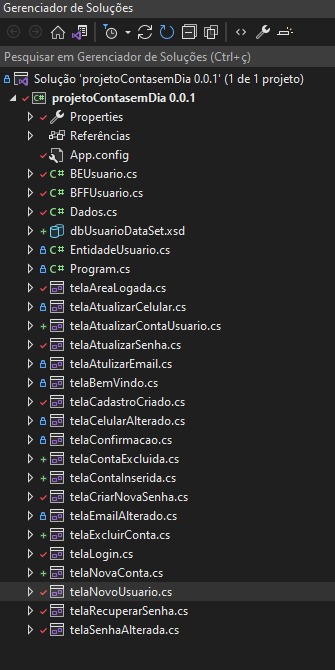 Gerenciador de Soluções
Pesquisar em Gerenciador de Soluções (Ctrl+ç)
Solução 'projetoContasemDia 0.0.1' (1 de 1 projeto)
projetoContasemDia 0.0.1
Properties
Referências
App.config
BEUsuario.cs
BFFUsuario.cs
Dados.cs
dbUsuarioDataSet.xsd
EntidadeUsuario.cs
Program.cs
telaAreaLogada.cs
telaAtualizarCelular.cs
telaAtualizarContaUsuario.cs
telaAtualizarSenha.cs
telaAtulizarEmail.cs
telaBemVindo.cs
telaCadastroCriado.cs
telaCelularAlterado.cs
telaConfirmacao.cs
telaContaExcluida.cs
telaContaInserida.cs
telaCriarNovaSenha.cs
telaEmailAlterado.cs
telaExcluirConta.cs
telaLogin.cs
telaNovaConta.cs
telaNovoUsuario.cs
telaRecuperarSenha.cs
telaSenhaAlterada.cs